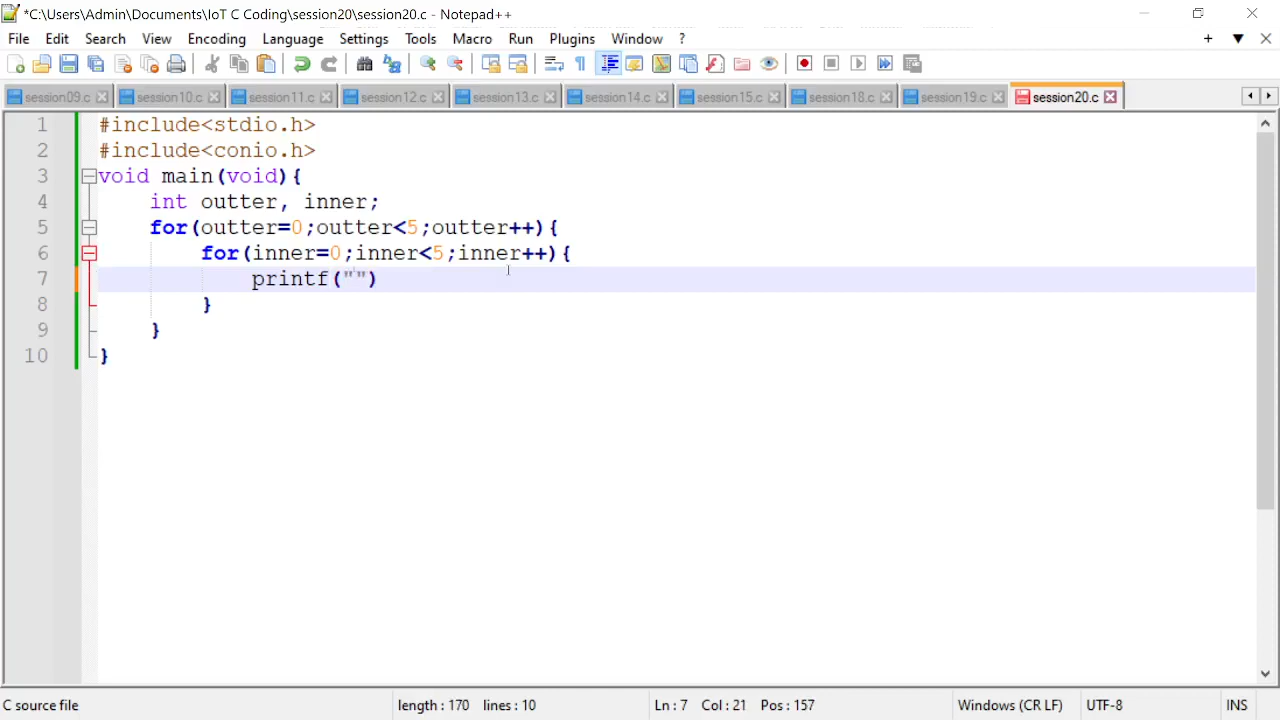 *C:\Users\Admin\Documents\IoT C Coding\session20\session20.c - Notepad++
File Edit Search View Encoding Language Settings Tools Macro Run Plugins Window ?
session09.c session10.c session11.c session12.c session13.c session14.c session15.c session18.c session19.c session20.c
1 #include<stdio.h>
2 #include<conio.h>
3 void main(void){
4 int outter, inner;
5 for(outter=0;outter<5;outter++){
6 for(inner=0;inner<5;inner++){
7 printf("")
8 }
9 }
10 }
C source file length : 170 lines : 10 Ln : 7 Col : 21 Pos : 157 Windows (CR LF) UTF-8 INS